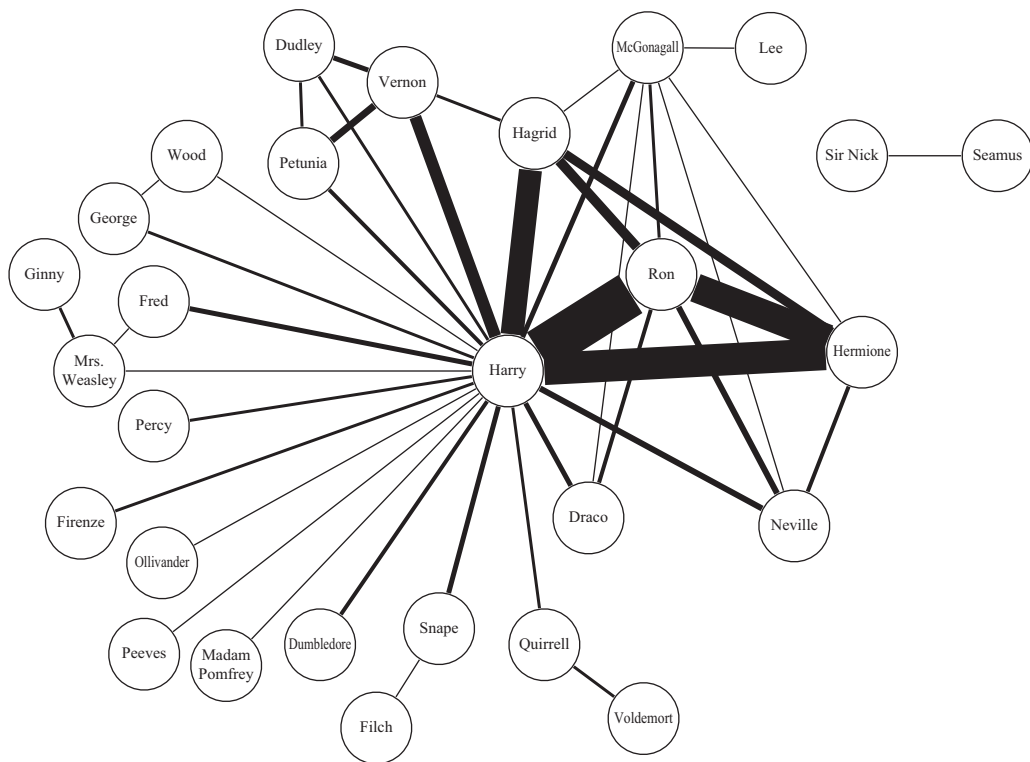 Dudley
McGonagall
Lee
Vernon
Hagrid
Wood
Petunia
Sir Nick
Seamus
George
Ginny
Fred
Ron
Mrs.
Weasley
Harry
Hermione
Percy
Firenze
Draco
Neville
Ollivander
Peeves
Madam
Pomfrey
Dumbledore
Snape
Quirrell
Filch
Voldemort